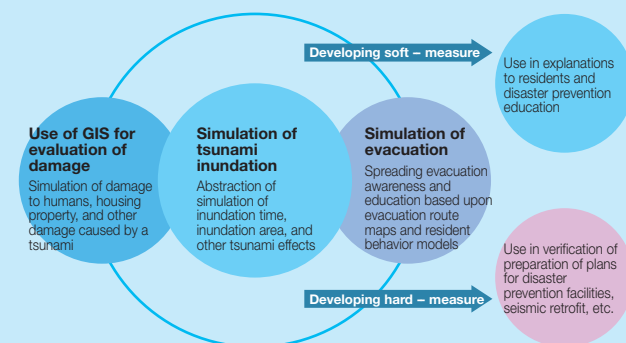 Developing soft – measure
Use in explanations
to residents and
disaster prevention
education
Use of GIS for
evaluation of
damage
Simulation of damage
to humans, housing
property, and other
damage caused by a
tsunami
Simulation of
tsunami
inundation
Abstraction of
simulation of
inundation time,
inundation area, and
other tsunami effects
Simulation of
evacuation
Spreading evacuation
awareness and
education based upon
evacuation route
maps and resident
behavior models
Developing hard – measure
Use in verification of
preparation of plans
for disaster
prevention facilities,
seismic retrofit, etc.